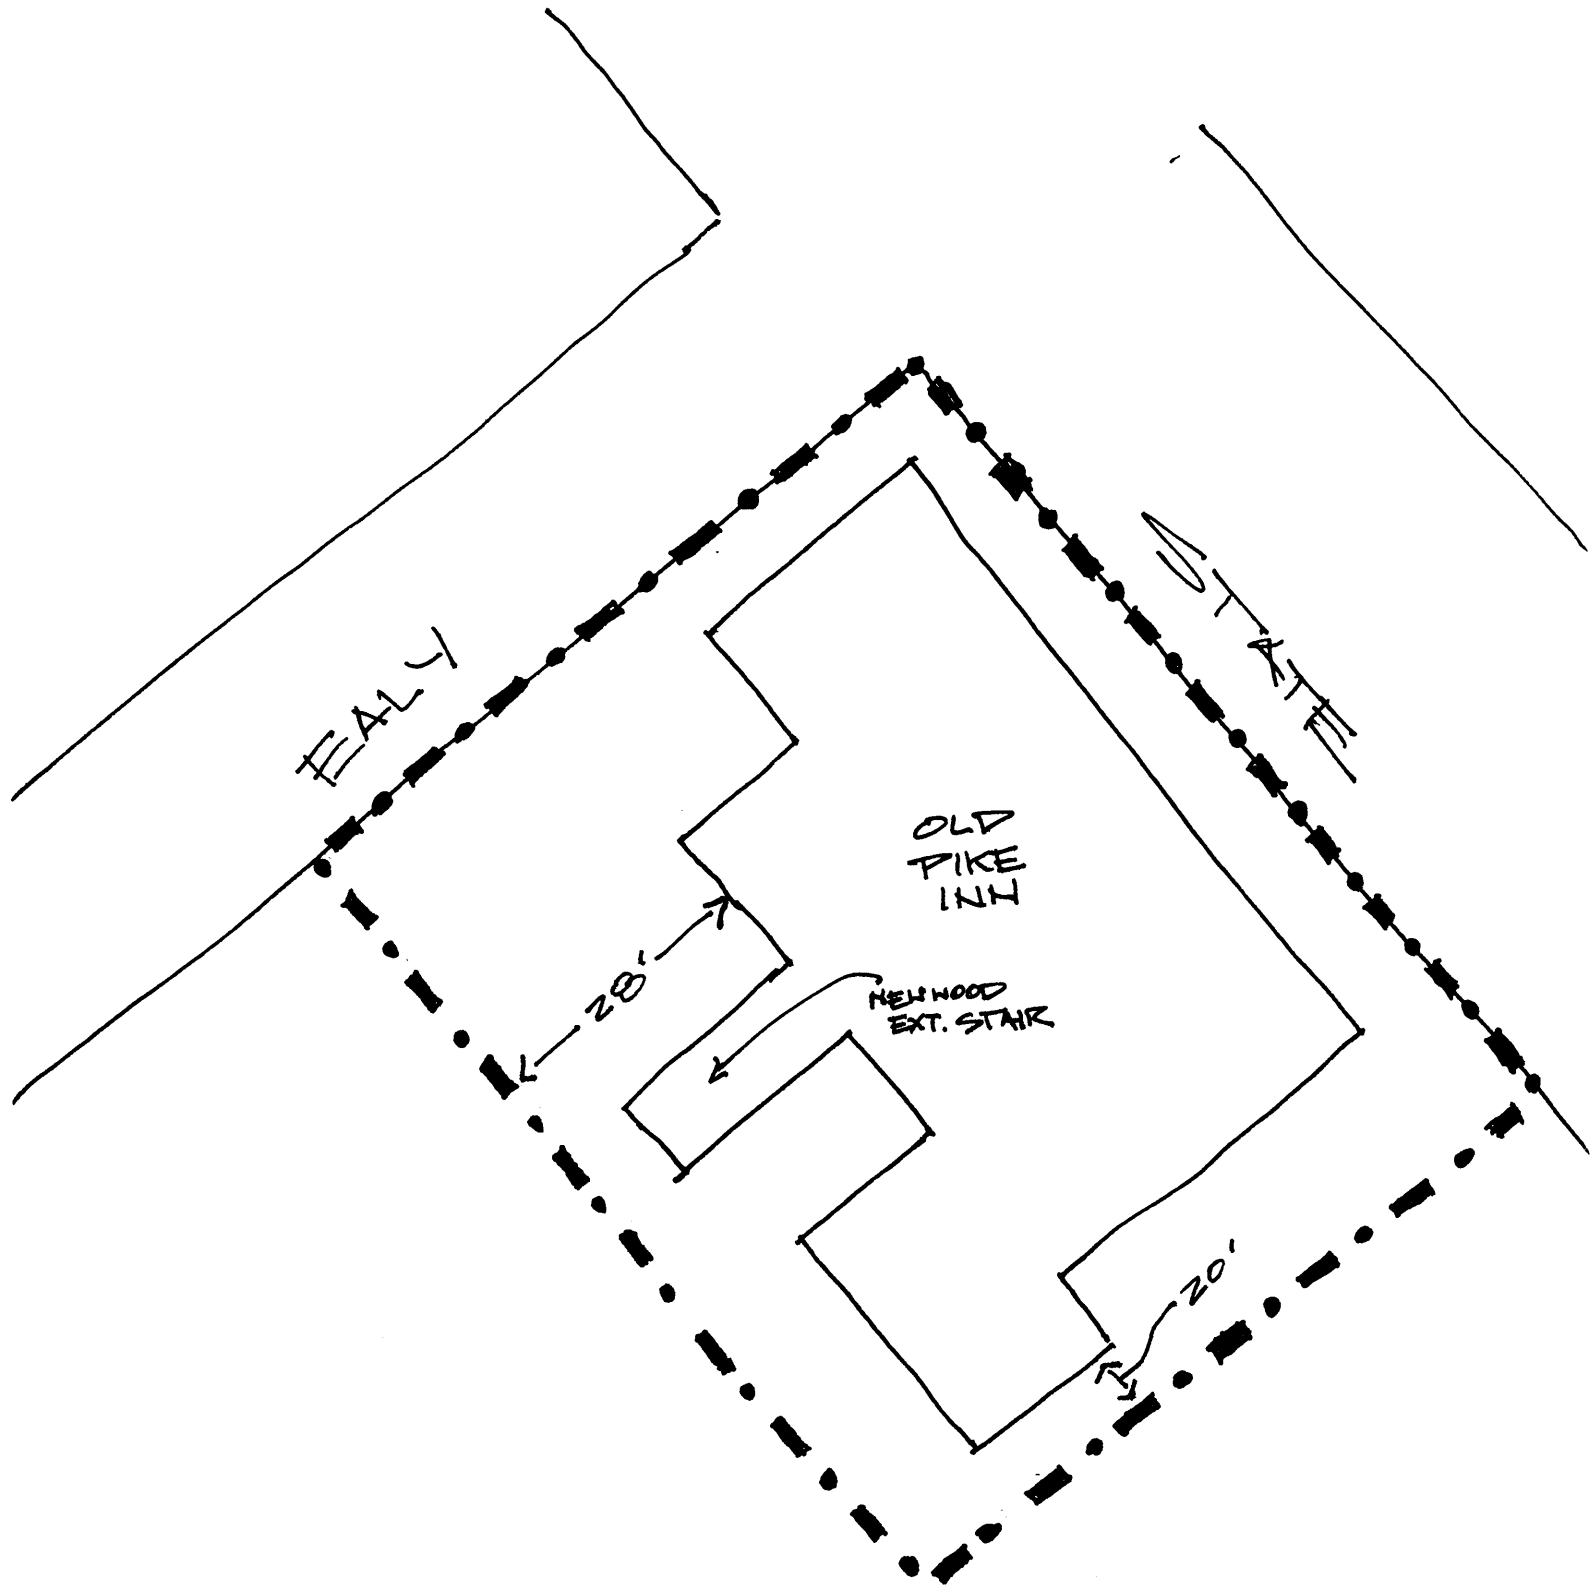 EALY
STATE
OLD
PIKE
INN
28'
NEW WOOD
EXT. STAIR
20'